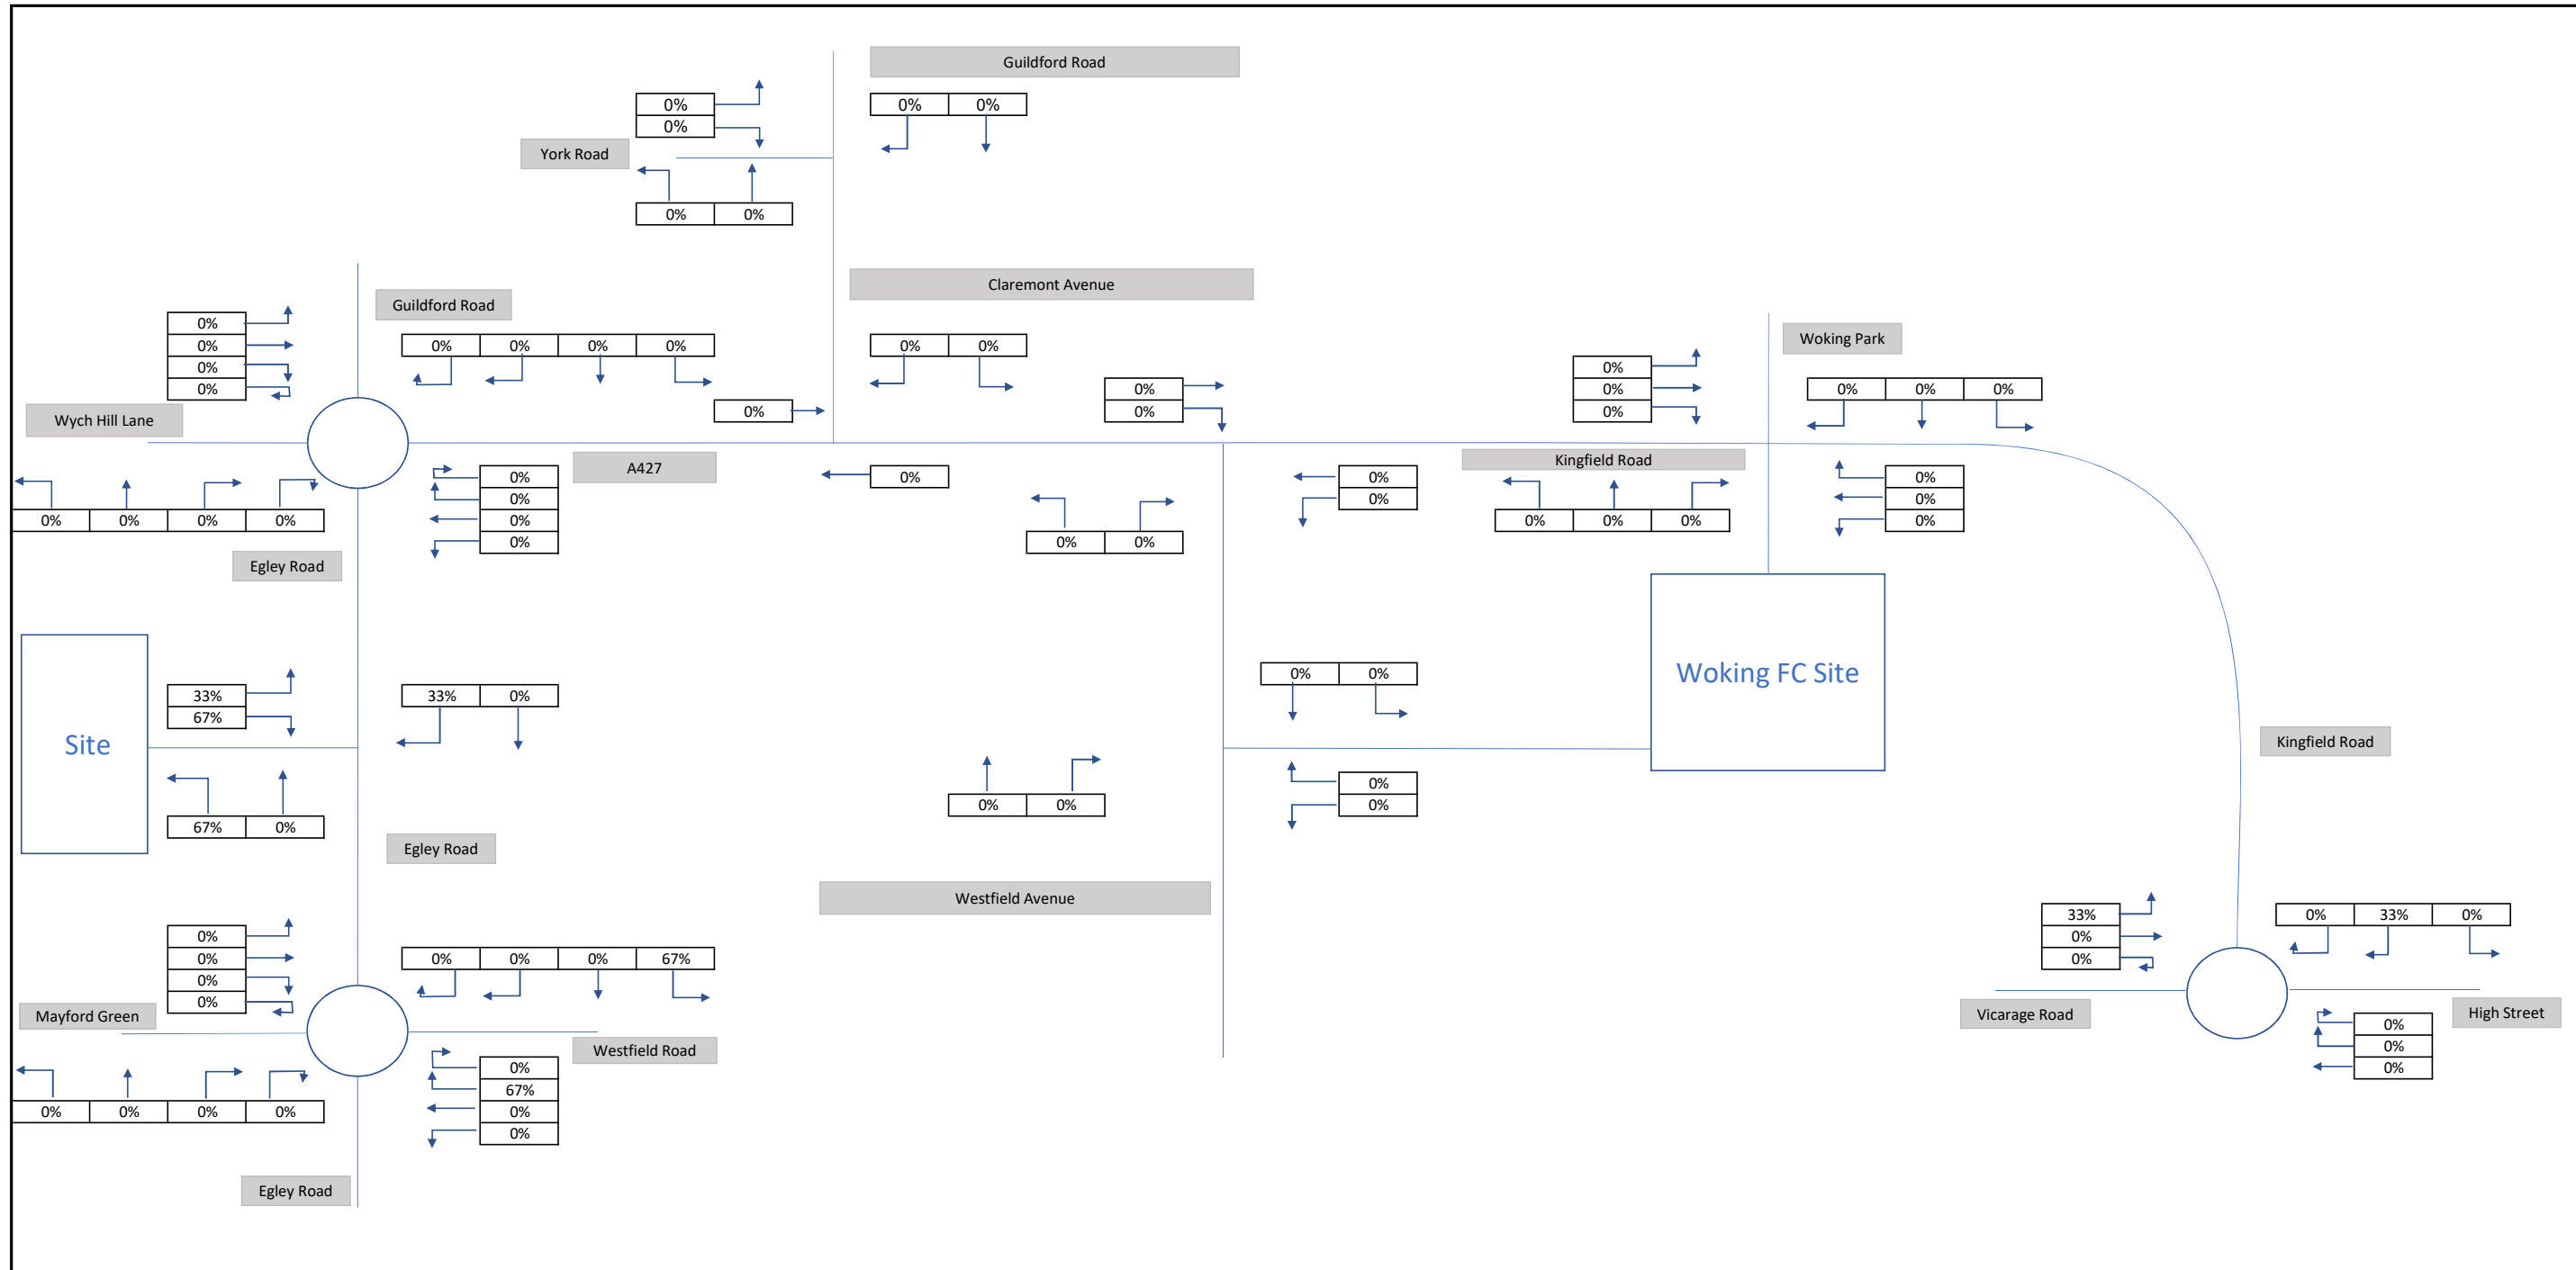 Guildford Road
0%
0% 0%
0%
York Road
0% 0%
Claremont Avenue
Guildford Road
0%
0%
0%
0%
0% 0% 0% 0%
0% 0%
Woking Park
0%
0%
0%
0% 0% 0%
0%
0%
0%
Wych Hill Lane
A427
0%
0%
0%
0%
0%
0%
0%
Kingfield Road
0%
0%
0%
0% 0% 0% 0%
0% 0%
0% 0% 0%
Egley Road
Site
33%
67%
33% 0%
0% 0%
Woking FC Site
Kingfield Road
67% 0%
0% 0%
0%
0%
Egley Road
Westfield Avenue
0%
0%
0%
0%
0% 0% 0% 67%
33%
0%
0%
0% 33% 0%
Mayford Green
Vicarage Road
High Street
Westfield Road
0%
0%
0%
0%
67%
0%
0%
0% 0% 0% 0%
Egley Road